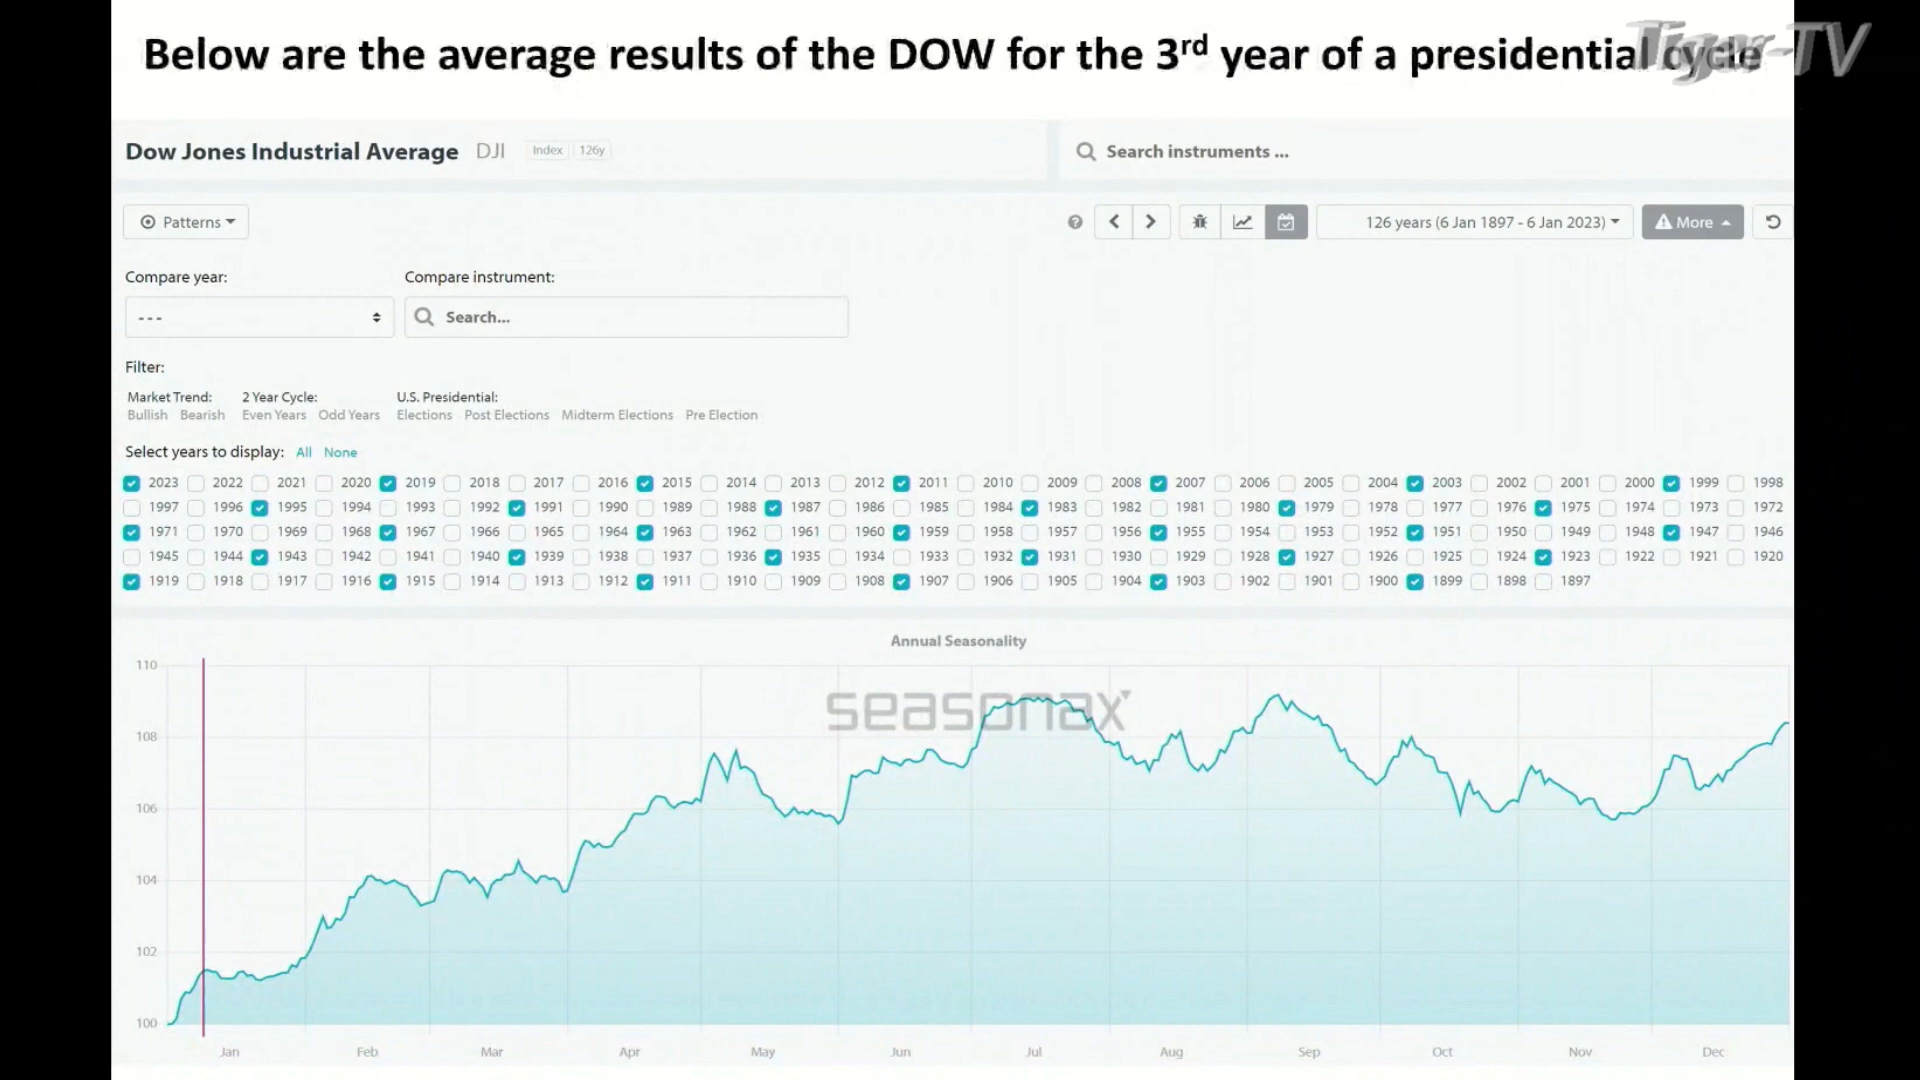 Below are the average results of the DOW for the 3rd year of a presidential cycle
Tiger-TV
Dow Jones Industrial Average DJI Index 126y
Search instruments ...
Patterns
126 years (6 Jan 1897 - 6 Jan 2023) More
Compare year: Compare instrument:
--- Search...
Filter:
Market Trend: 2 Year Cycle: U.S. Presidential:
Bullish Bearish Even Years Odd Years Elections Post Elections Midterm Elections Pre Election
Select years to display: All None
2023 2022 2021 2020 2019 2018 2017 2016 2015 2014 2013 2012 2011 2010 2009 2008 2007 2006 2005 2004 2003 2002 2001 2000 1999 1998
1997 1996 1995 1994 1993 1992 1991 1990 1989 1988 1987 1986 1985 1984 1983 1982 1981 1980 1979 1978 1977 1976 1975 1974 1973 1972
1971 1970 1969 1968 1967 1966 1965 1964 1963 1962 1961 1960 1959 1958 1957 1956 1955 1954 1953 1952 1951 1950 1949 1948 1947 1946
1945 1944 1943 1942 1941 1940 1939 1938 1937 1936 1935 1934 1933 1932 1931 1930 1929 1928 1927 1926 1925 1924 1923 1922 1921 1920
1919 1918 1917 1916 1915 1914 1913 1912 1911 1910 1909 1908 1907 1906 1905 1904 1903 1902 1901 1900 1899 1898 1897
Annual Seasonality
seasonax
110
108
106
104
102
100
Jan Feb Mar Apr May Jun Jul Aug Sep Oct Nov Dec